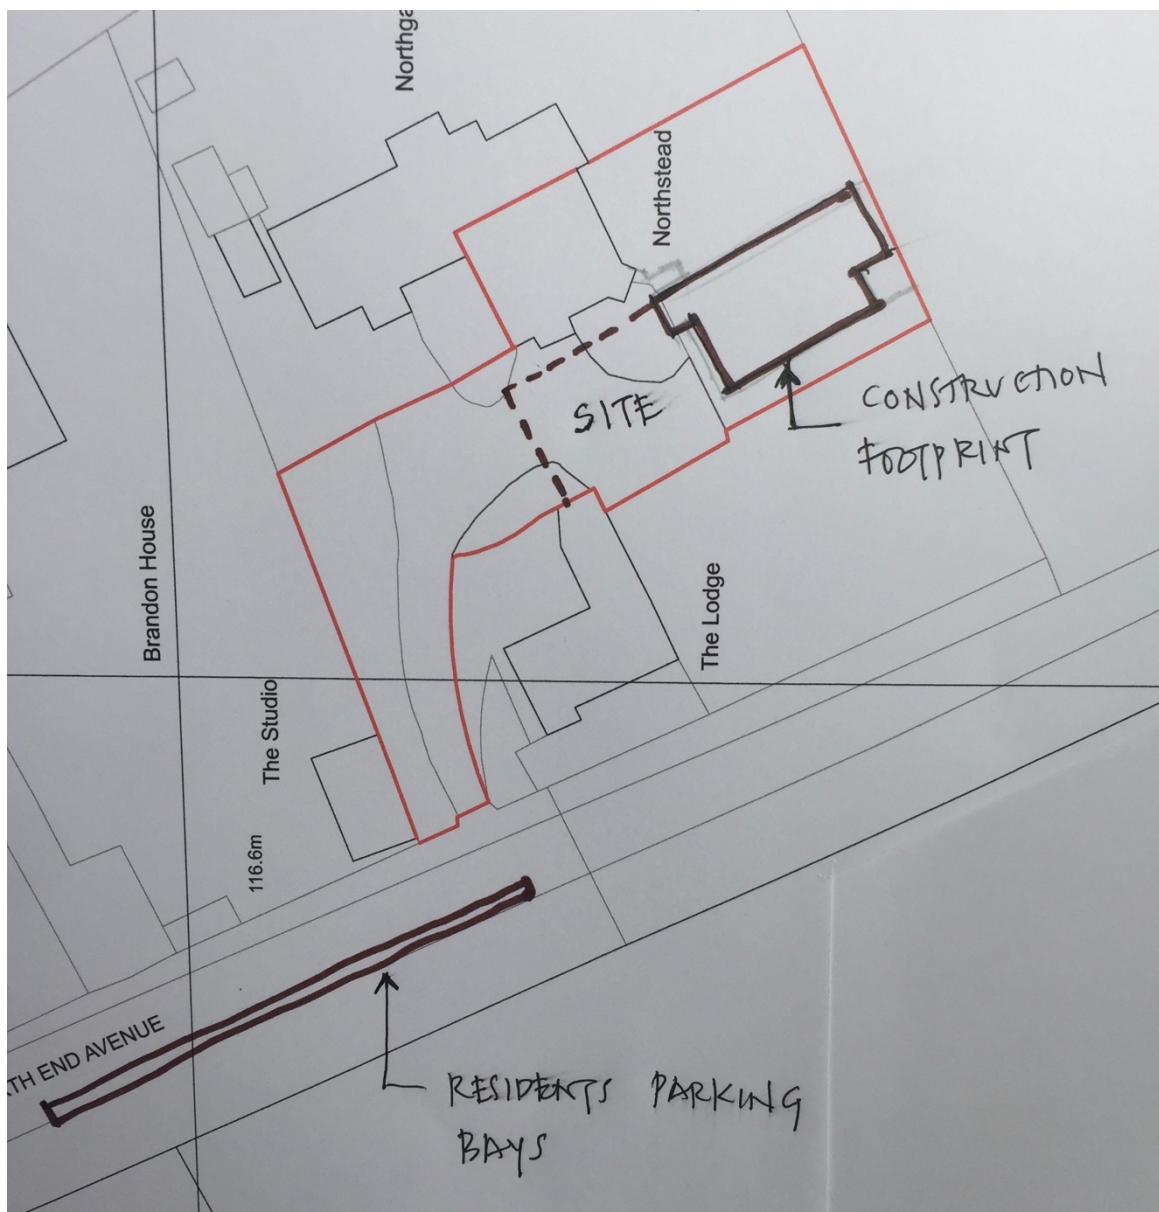 Northga
Northstead
SITE
CONSTRUCTION
FOOTPRINT
Brandon House
The Lodge
The Studio
116.6m
TH END AVENUE
RESIDENTS PARKING
BAYS